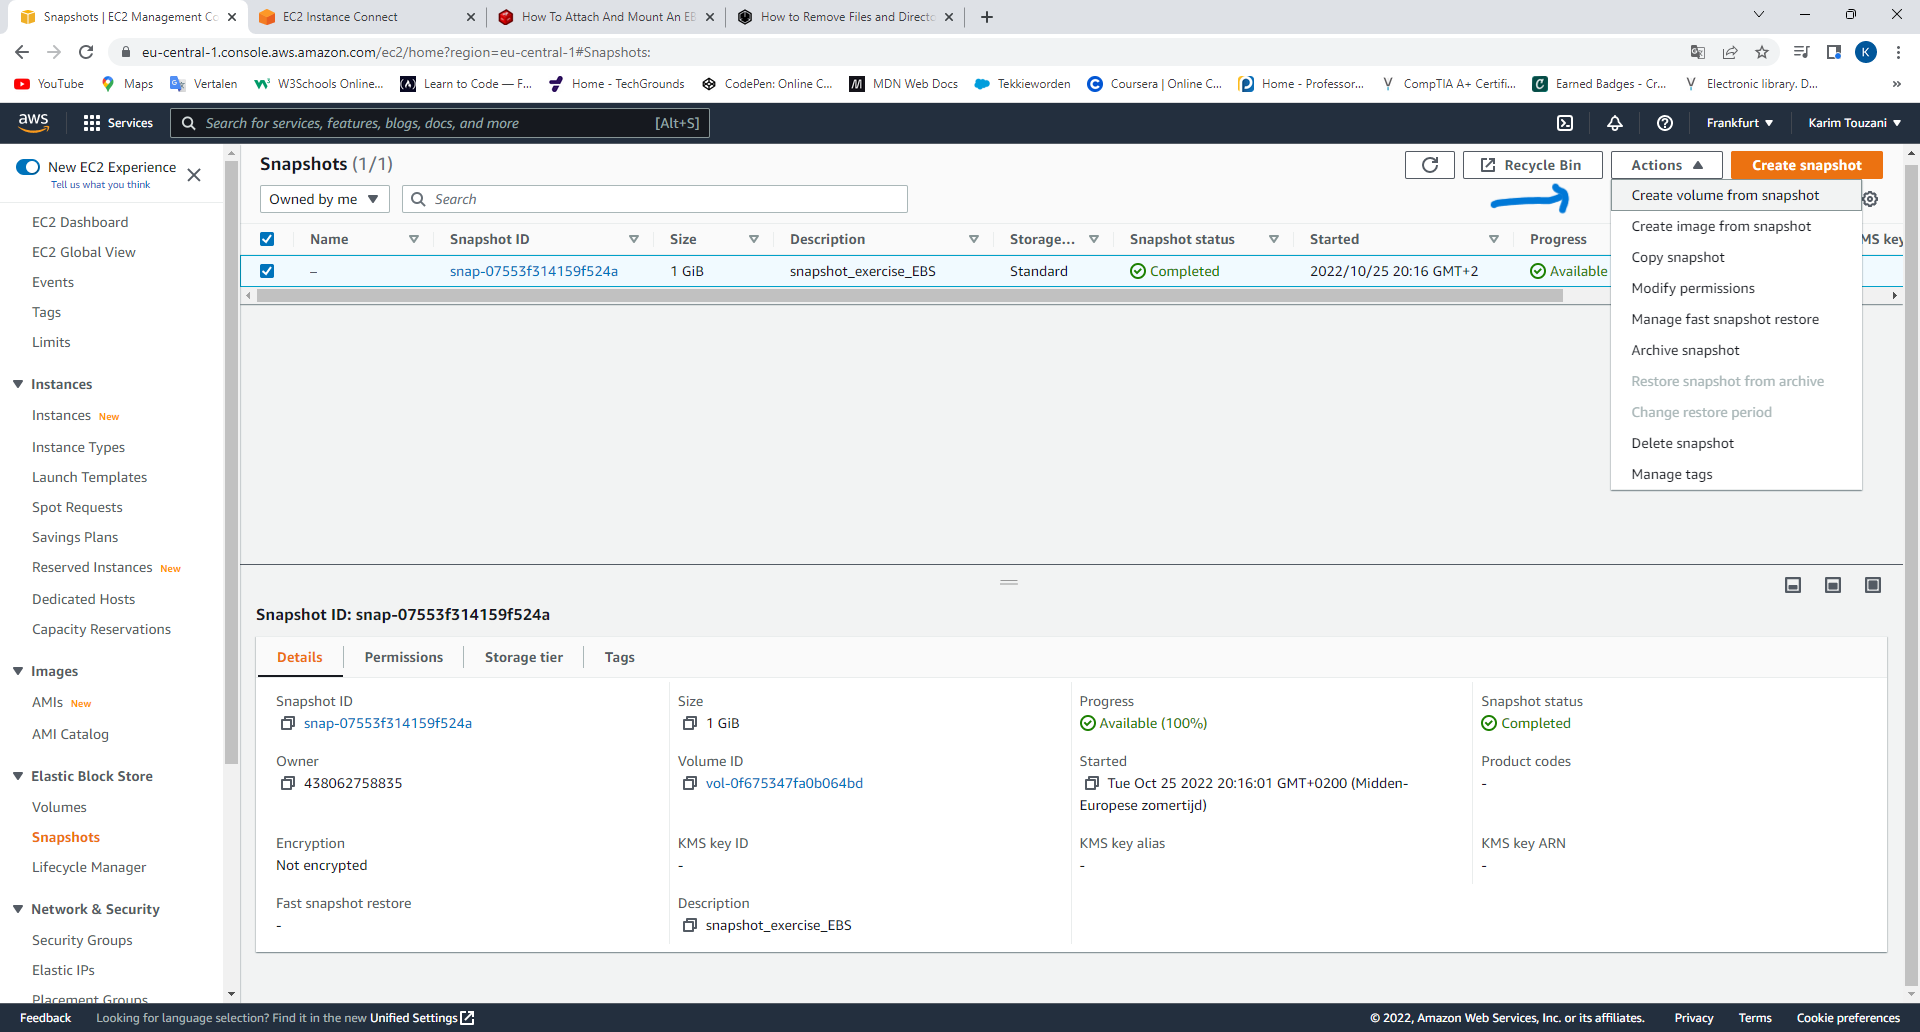 Snapshots | EC2 Management Co
EC2 Instance Connect
How To Attach And Mount An EB
How to Remove Files and Directo
eu-central-1.console.aws.amazon.com/ec2/home?region=eu-central-1#Snapshots:
K
YouTube
Maps
Vertalen
W3Schools Online...
Learn to Code — F...
Home - TechGrounds
CodePen: Online C...
MDN Web Docs
Tekkieworden
Coursera | Online C...
Home - Professor...
CompTIA A+ Certifi...
Earned Badges - Cr...
Electronic library. D...
»
aws
Services
Search for services, features, blogs, docs, and more
[Alt+S]
Frankfurt
Karim Touzani
New EC2 Experience
Tell us what you think
EC2 Dashboard
EC2 Global View
Events
Tags
Limits
Instances
Instances New
Instance Types
Launch Templates
Spot Requests
Savings Plans
Reserved Instances New
Dedicated Hosts
Capacity Reservations
Images
AMIs New
AMI Catalog
Elastic Block Store
Volumes
Snapshots
Lifecycle Manager
Network & Security
Security Groups
Elastic IPs
Placement Groups
Snapshots (1/1)
Recycle Bin
Actions
Create snapshot
Owned by me
Search
Create volume from snapshot
Create image from snapshot
Copy snapshot
Modify permissions
Manage fast snapshot restore
Archive snapshot
Restore snapshot from archive
Change restore period
Delete snapshot
Manage tags
Name
Snapshot ID
Size
Description
Storage...
Snapshot status
Started
Progress
MS key
–
snap-07553f314159f524a
1 GiB
snapshot_exercise_EBS
Standard
Completed
2022/10/25 20:16 GMT+2
Available
Snapshot ID: snap-07553f314159f524a
Details
Permissions
Storage tier
Tags
Snapshot ID
snap-07553f314159f524a
Size
1 GiB
Progress
Available (100%)
Snapshot status
Completed
Owner
438062758835
Volume ID
vol-0f675347fa0b064bd
Started
Tue Oct 25 2022 20:16:01 GMT+0200 (Midden-
Europese zomertijd)
Product codes
-
Encryption
Not encrypted
KMS key ID
-
KMS key alias
-
KMS key ARN
-
Fast snapshot restore
-
Description
snapshot_exercise_EBS
Feedback
Looking for language selection? Find it in the new Unified Settings
© 2022, Amazon Web Services, Inc. or its affiliates.
Privacy
Terms
Cookie preferences